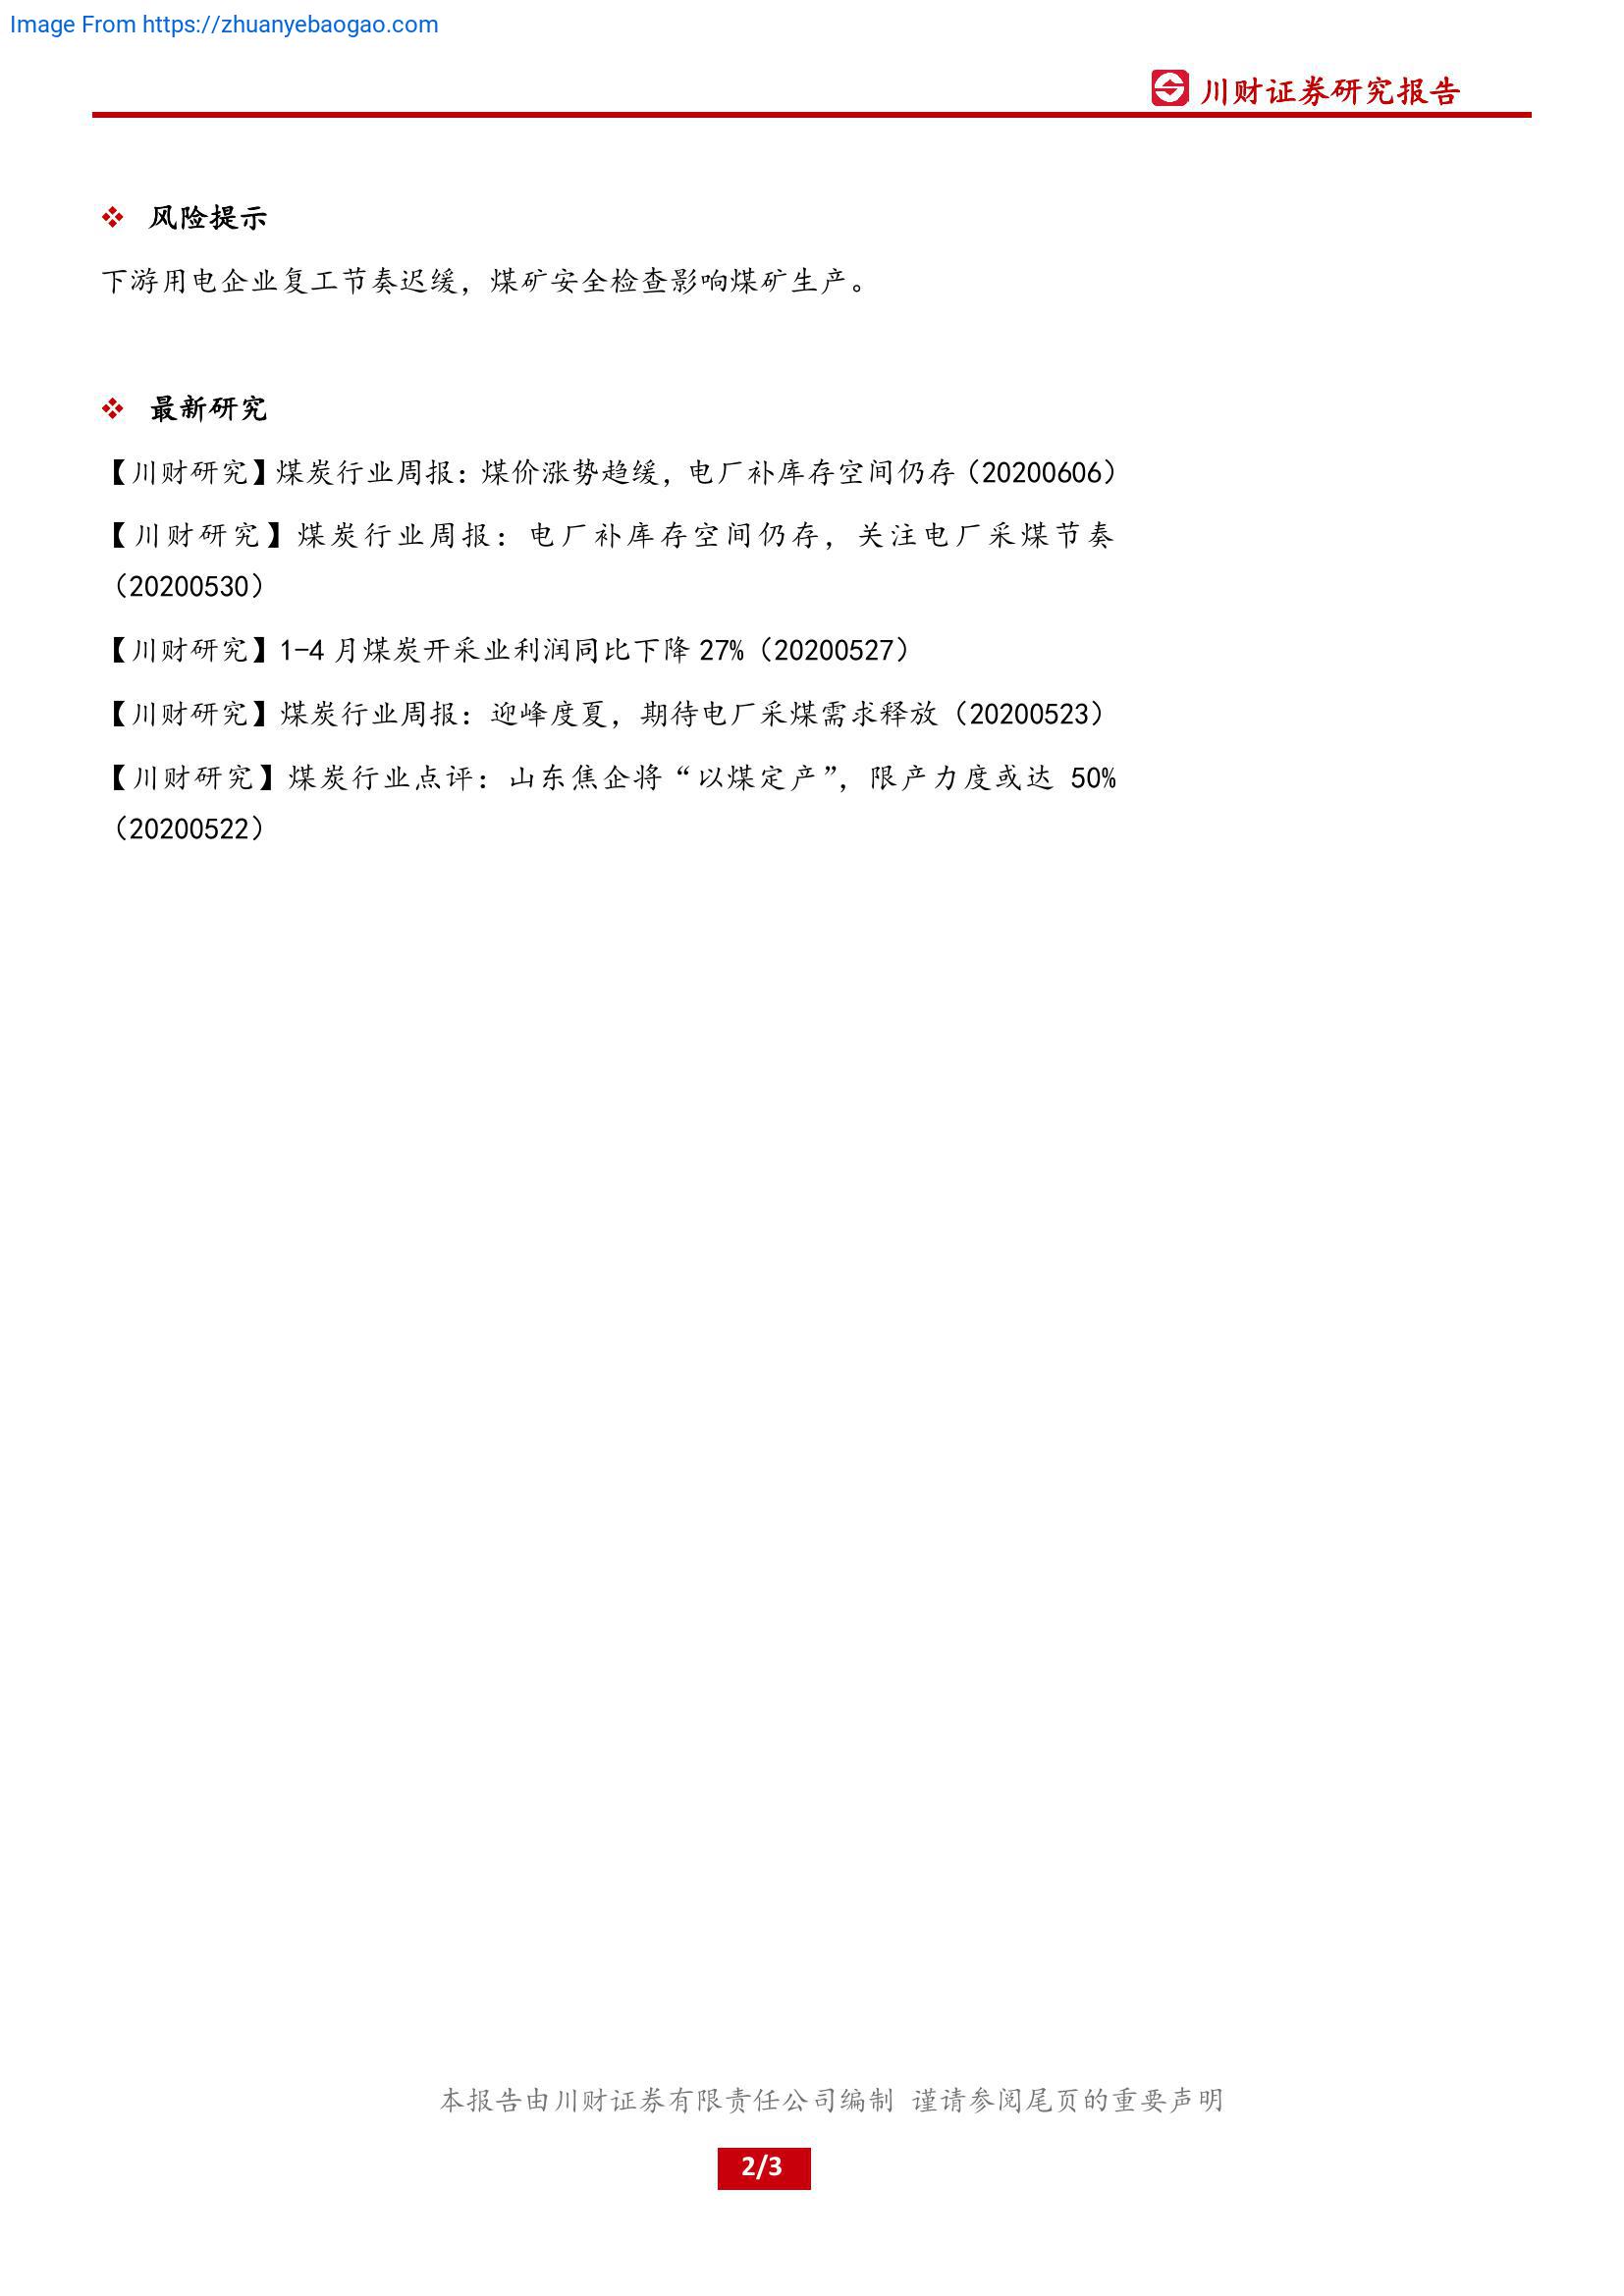 Image From https://zhuanyebaogao.com
川财证券研究报告
风险提示
下游用电企业复工节奏迟缓，煤矿安全检查影响煤矿生产。
最新研究
【川财研究】煤炭行业周报：煤价涨势趋缓，电厂补库存空间仍存（20200606）
【川财研究】煤炭行业周报：电厂补库存空间仍存，关注电厂采煤节奏
（20200530）
【川财研究】1-4 月煤炭开采业利润同比下降 27%（20200527）
【川财研究】煤炭行业周报：迎峰度夏，期待电厂采煤需求释放（20200523）
【川财研究】煤炭行业点评：山东焦企将“以煤定产”，限产力度或达 50%
（20200522）
本报告由川财证券有限责任公司编制 谨请参阅尾页的重要声明
2/3